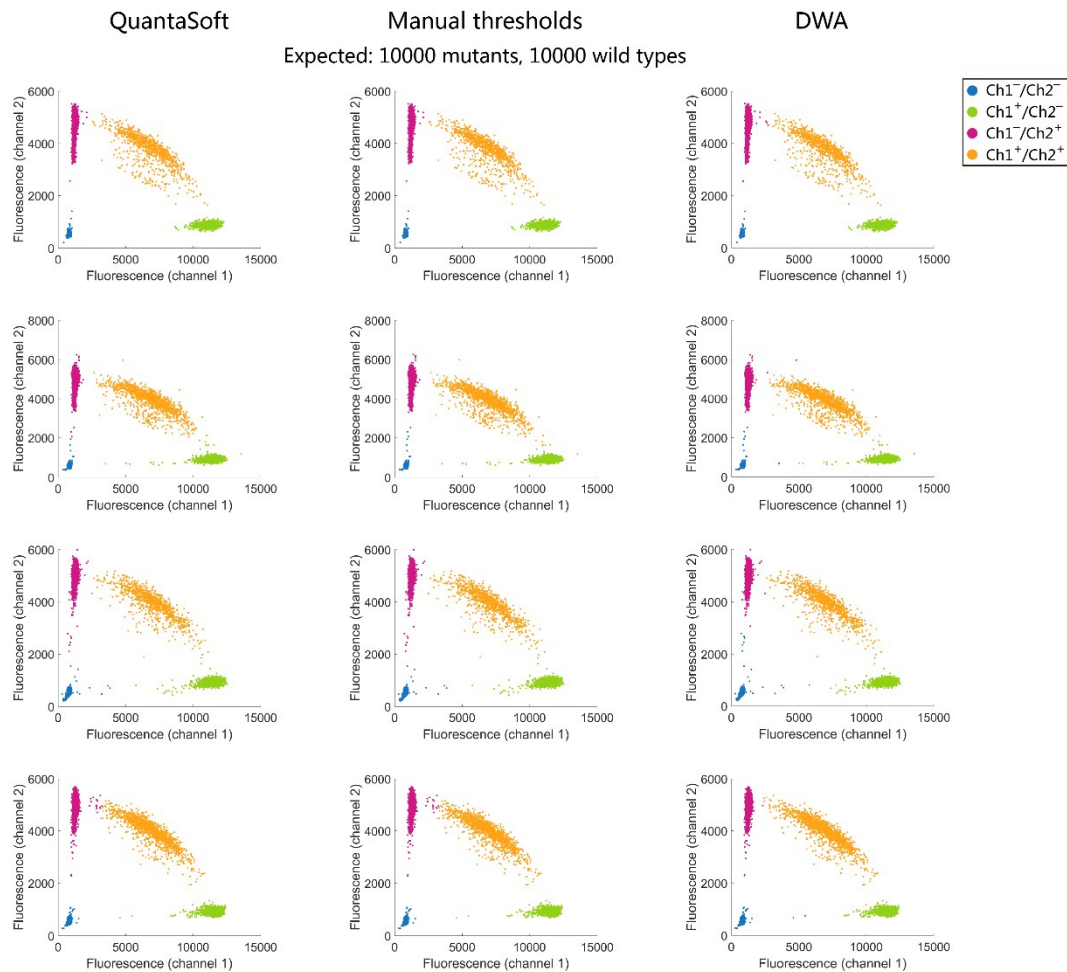 QuantaSoft Manual thresholds DWA
Expected: 10000 mutants, 10000 wild types
Ch1⁻/Ch2⁻
Ch1⁺/Ch2⁻
Ch1⁻/Ch2⁺
Ch1⁺/Ch2⁺
Fluorescence (channel 2)
6000
4000
2000
0
0 5000 10000 15000
Fluorescence (channel 1)
Fluorescence (channel 2)
6000
4000
2000
0
0 5000 10000 15000
Fluorescence (channel 1)
Fluorescence (channel 2)
6000
4000
2000
0
0 5000 10000 15000
Fluorescence (channel 1)
Fluorescence (channel 2)
8000
6000
4000
2000
0
0 5000 10000 15000
Fluorescence (channel 1)
Fluorescence (channel 2)
8000
6000
4000
2000
0
0 5000 10000 15000
Fluorescence (channel 1)
Fluorescence (channel 2)
8000
6000
4000
2000
0
0 5000 10000 15000
Fluorescence (channel 1)
Fluorescence (channel 2)
6000
4000
2000
0
0 5000 10000 15000
Fluorescence (channel 1)
Fluorescence (channel 2)
6000
4000
2000
0
0 5000 10000 15000
Fluorescence (channel 1)
Fluorescence (channel 2)
6000
4000
2000
0
0 5000 10000 15000
Fluorescence (channel 1)
Fluorescence (channel 2)
6000
4000
2000
0
0 5000 10000 15000
Fluorescence (channel 1)
Fluorescence (channel 2)
6000
4000
2000
0
0 5000 10000 15000
Fluorescence (channel 1)
Fluorescence (channel 2)
6000
4000
2000
0
0 5000 10000 15000
Fluorescence (channel 1)